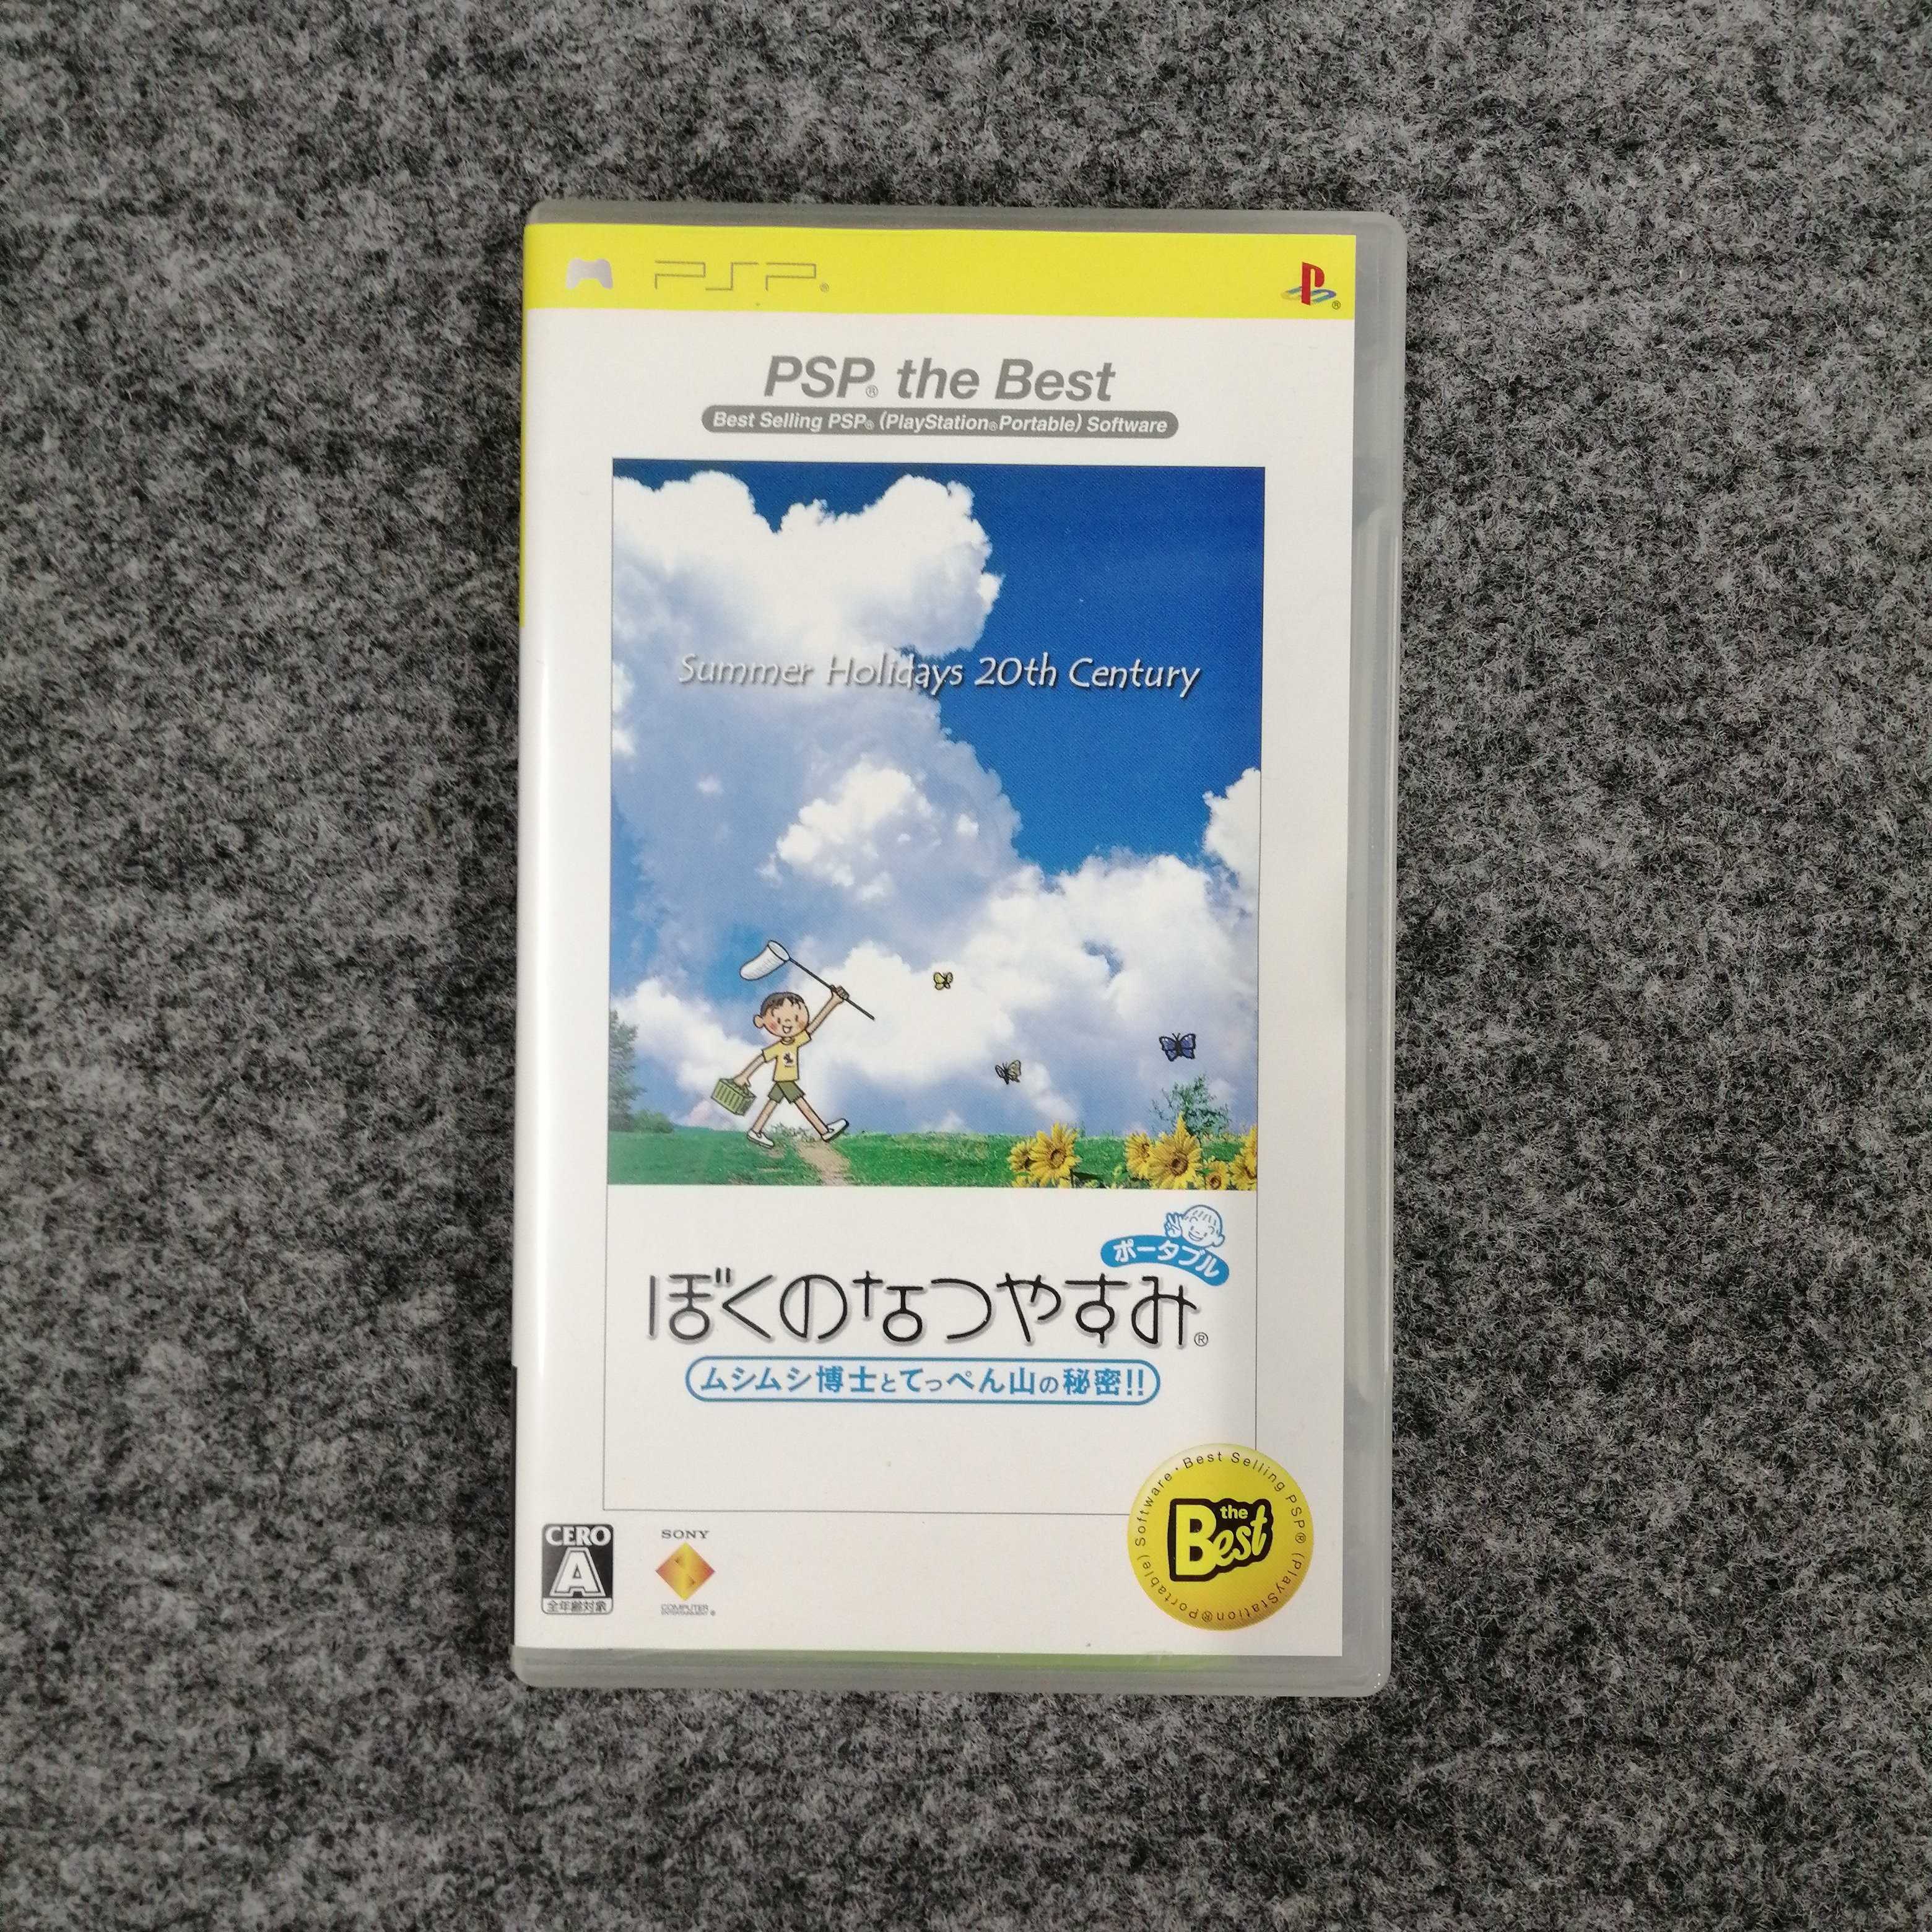 PSP®
®
PSP® the Best
Best Selling PSP® (PlayStation®Portable) Software
Summer Holidays 20th Century
ポータブル
ぼくのなつやすみ®
ムシムシ博士とてっぺん山の秘密!!
Software・Best Selling PSP® (PlayStation®Portable)
the
Best
CERO
A
全年齢対象
SONY
COMPUTER
ENTERTAINMENT®